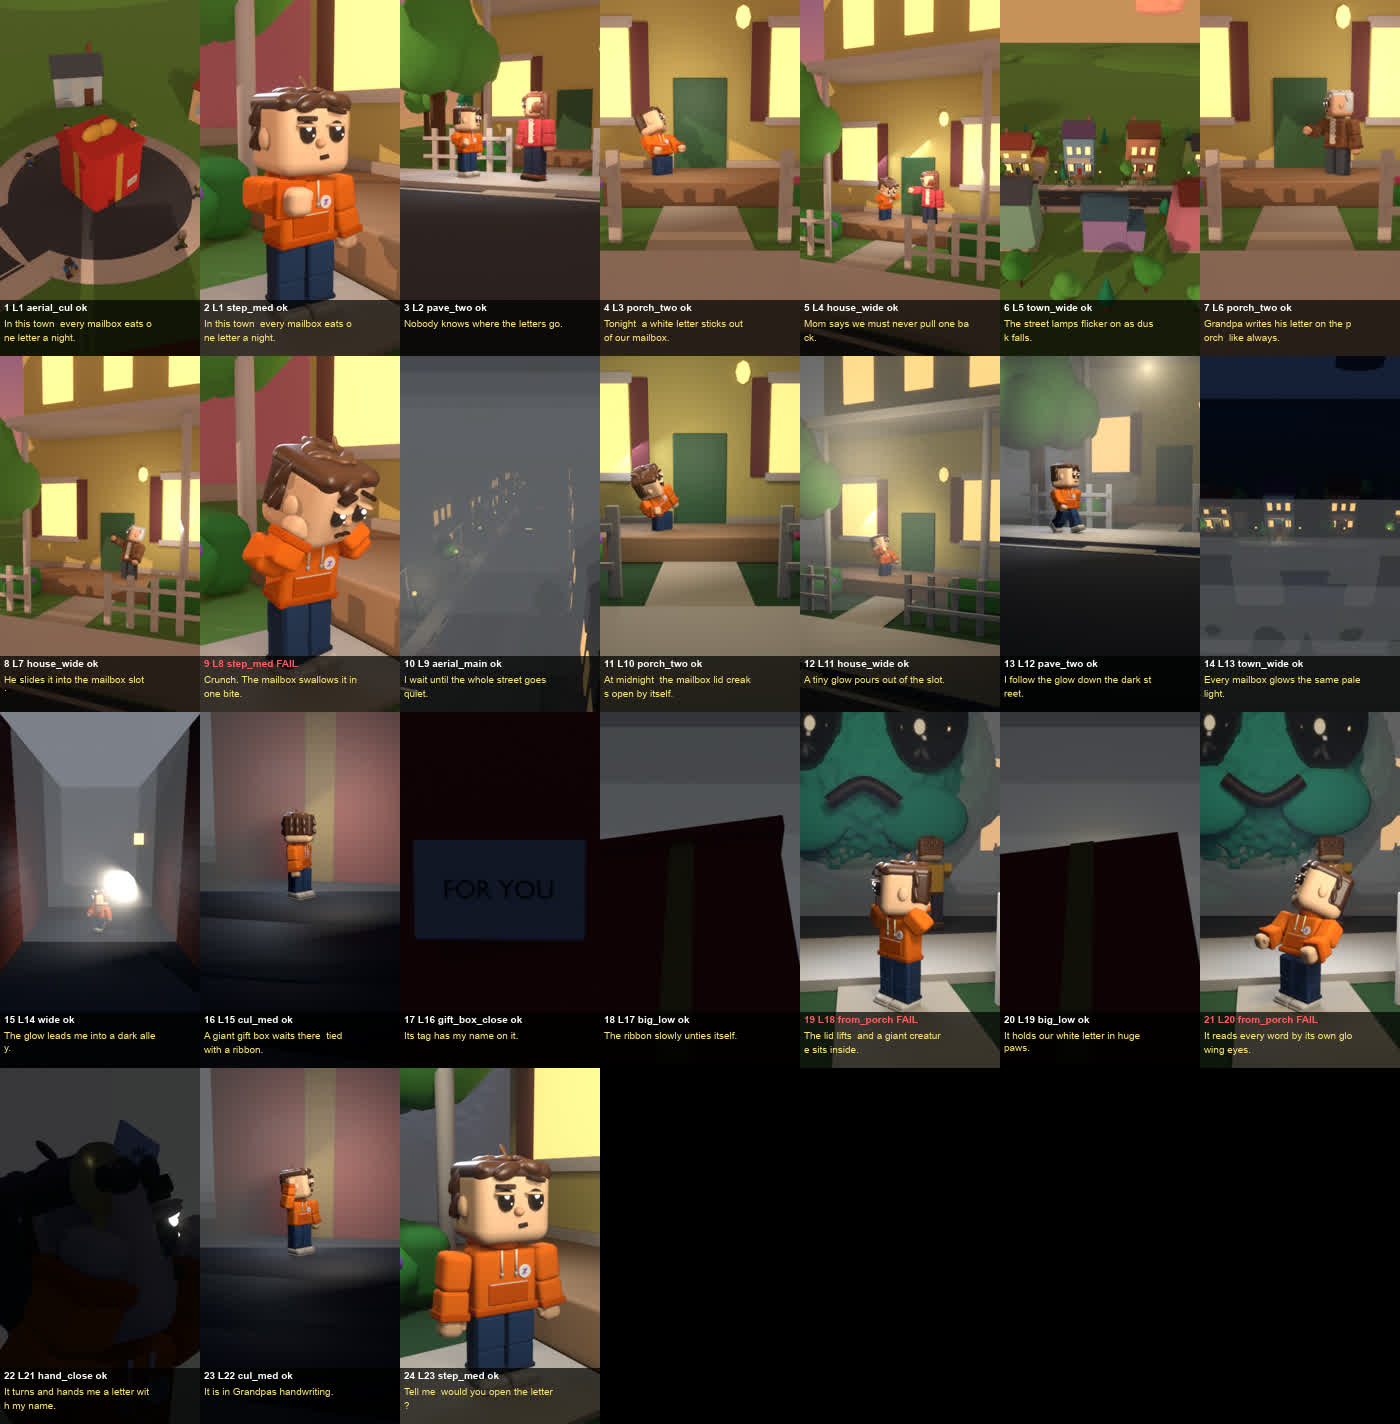 1 L1 aerial_cul ok
In this town  every mailbox eats o
ne letter a night.
2 L1 step_med ok
In this town  every mailbox eats o
ne letter a night.
3 L2 pave_two ok
Nobody knows where the letters go.
4 L3 porch_two ok
Tonight  a white letter sticks out
of our mailbox.
5 L4 house_wide ok
Mom says we must never pull one ba
ck.
6 L5 town_wide ok
The street lamps flicker on as dus
k falls.
7 L6 porch_two ok
Grandpa writes his letter on the p
orch  like always.
8 L7 house_wide ok
He slides it into the mailbox slot
.
9 L8 step_med FAIL
Crunch. The mailbox swallows it in
one bite.
10 L9 aerial_main ok
I wait until the whole street goes
quiet.
11 L10 porch_two ok
At midnight  the mailbox lid creak
s open by itself.
12 L11 house_wide ok
A tiny glow pours out of the slot.
13 L12 pave_two ok
I follow the glow down the dark st
reet.
14 L13 town_wide ok
Every mailbox glows the same pale
light.
15 L14 wide ok
The glow leads me into a dark alle
y.
16 L15 cul_med ok
A giant gift box waits there  tied
with a ribbon.
FOR YOU
17 L16 gift_box_close ok
Its tag has my name on it.
18 L17 big_low ok
The ribbon slowly unties itself.
19 L18 from_porch FAIL
The lid lifts  and a giant creatur
e sits inside.
20 L19 big_low ok
It holds our white letter in huge
paws.
21 L20 from_porch FAIL
It reads every word by its own glo
wing eyes.
22 L21 hand_close ok
It turns and hands me a letter wit
h my name.
23 L22 cul_med ok
It is in Grandpas handwriting.
24 L23 step_med ok
Tell me  would you open the letter
?